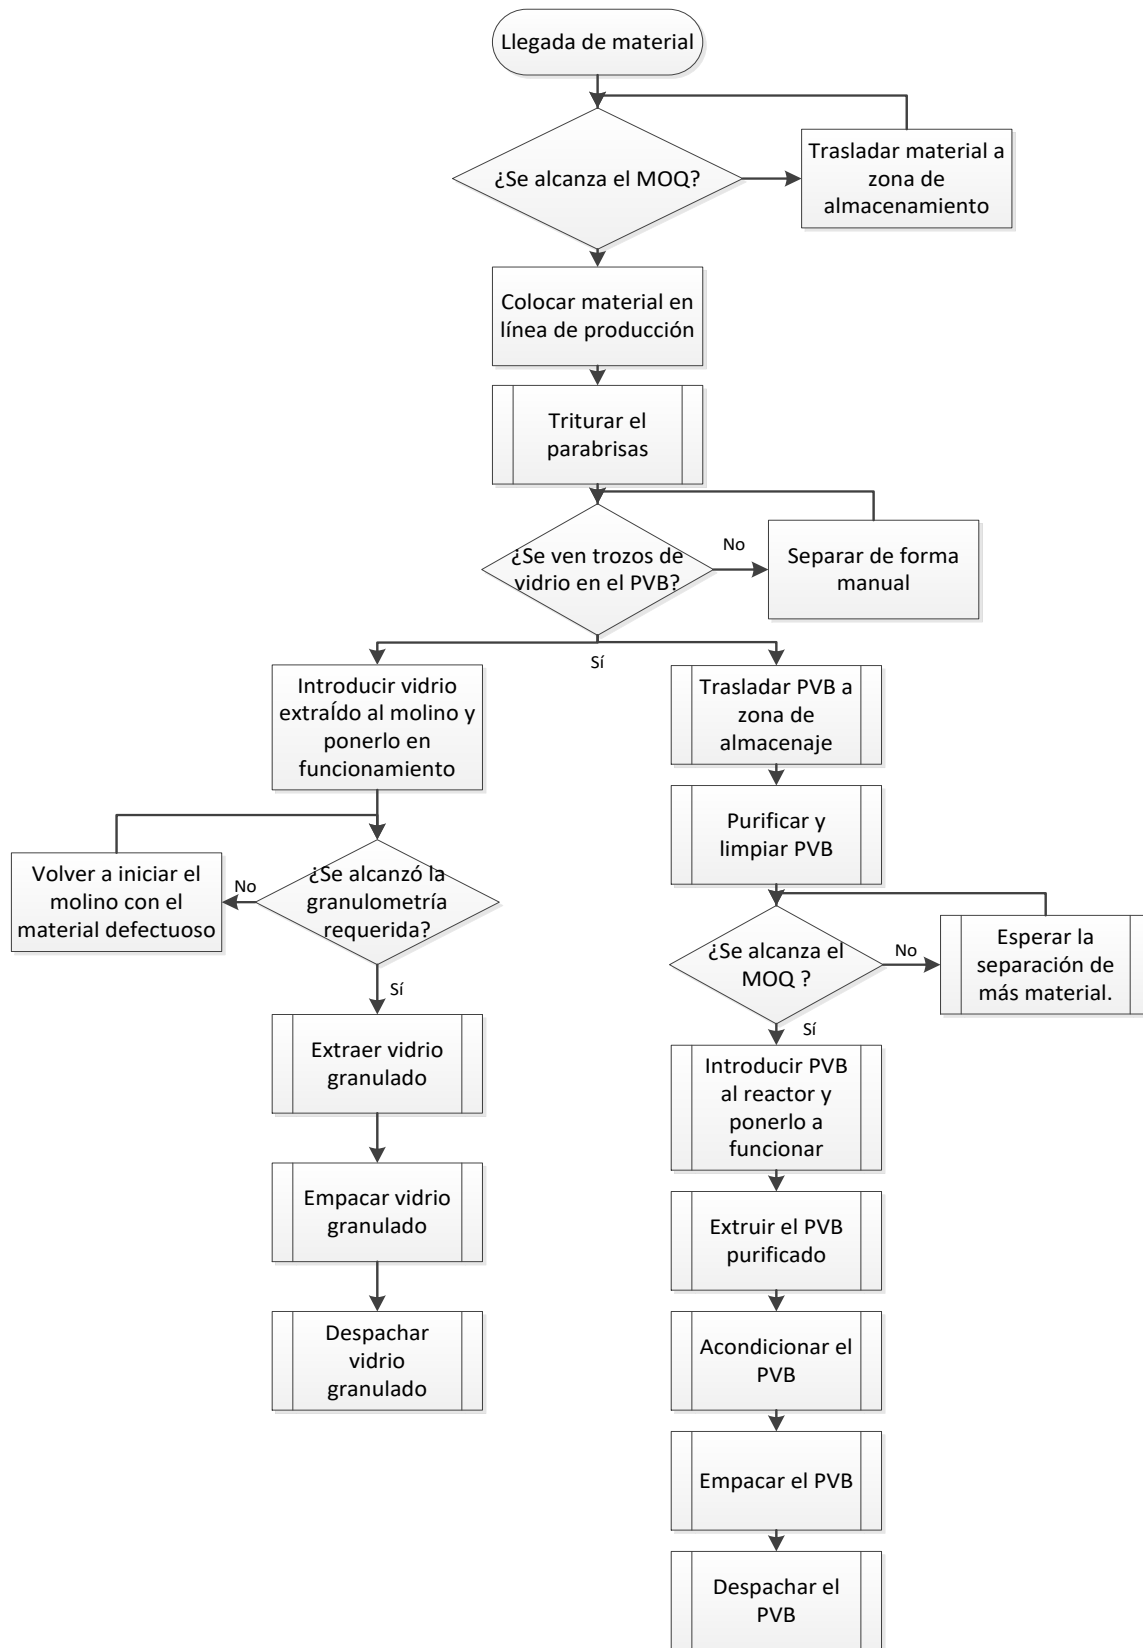 Llegada de material
¿Se alcanza el MOQ?
Trasladar material a
zona de
almacenamiento
Colocar material en
línea de producción
Triturar el
parabrisas
¿Se ven trozos de
vidrio en el PVB?
No
Separar de forma
manual
Sí
Introducir vidrio
extraído al molino y
ponerlo en
funcionamiento
Trasladar PVB a
zona de
almacenaje
Purificar y
limpiar PVB
Volver a iniciar el
molino con el
material defectuoso
No
¿Se alcanzó la
granulometría
requerida?
Sí
¿Se alcanza el
MOQ ?
No
Esperar la
separación de
más material.
Sí
Extraer vidrio
granulado
Introducir PVB
al reactor y
ponerlo a
funcionar
Empacar vidrio
granulado
Extruir el PVB
purificado
Despachar
vidrio
granulado
Acondicionar el
PVB
Empacar el PVB
Despachar el
PVB